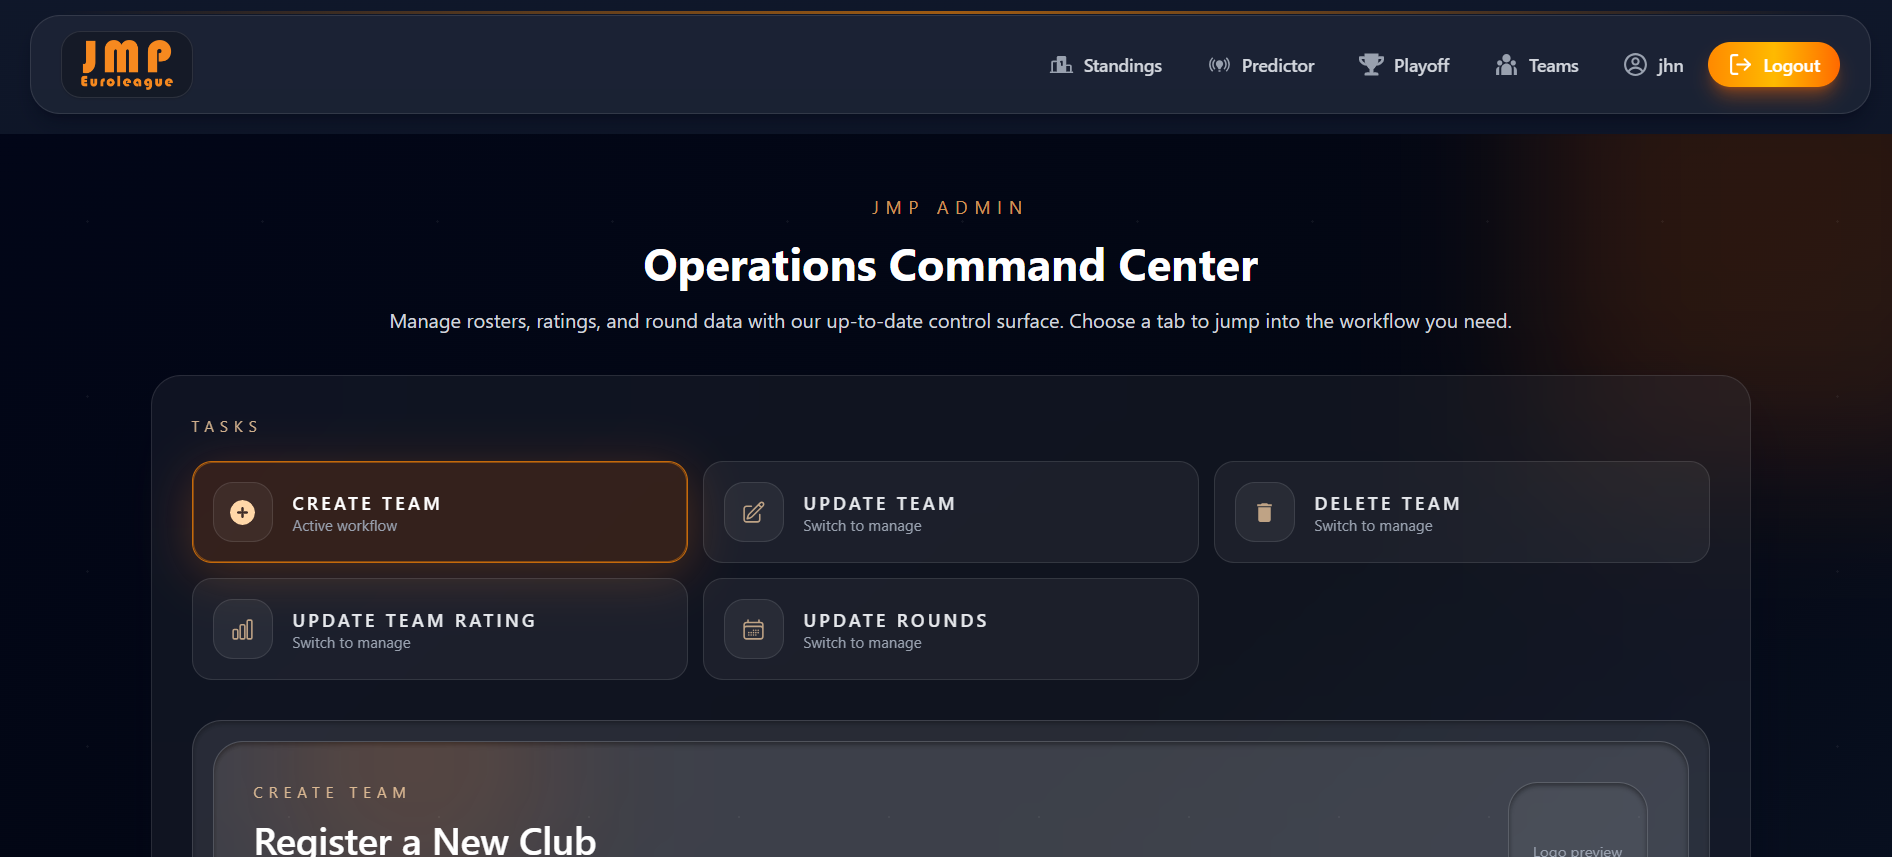 JMP
Euroleague
Standings
Predictor
Playoff
Teams
jhn
Logout
JMP ADMIN
Operations Command Center
Manage rosters, ratings, and round data with our up-to-date control surface. Choose a tab to jump into the workflow you need.
TASKS
CREATE TEAM
Active workflow
UPDATE TEAM
Switch to manage
DELETE TEAM
Switch to manage
UPDATE TEAM RATING
Switch to manage
UPDATE ROUNDS
Switch to manage
CREATE TEAM
Register a New Club
Logo preview